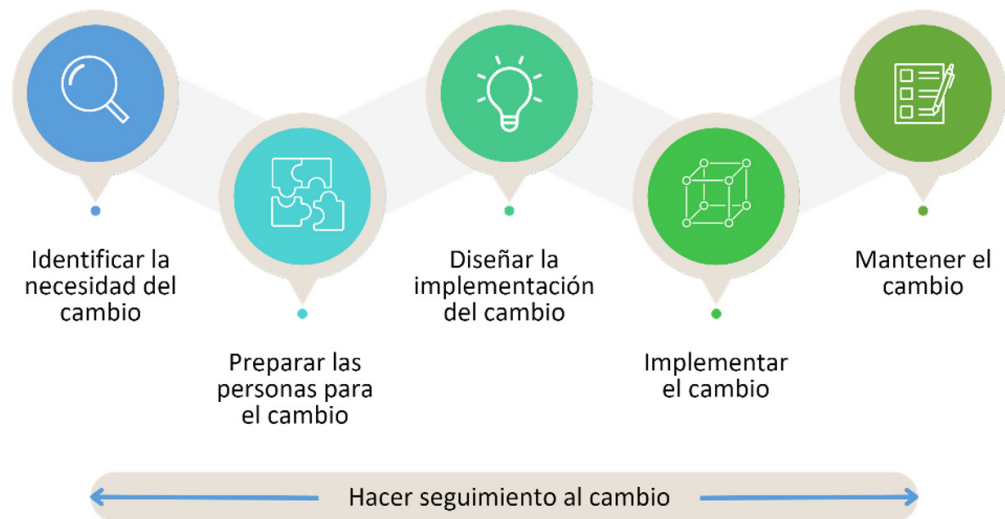 Identificar la
necesidad del
cambio
Preparar las
personas para
el cambio
Diseñar la
implementación
del cambio
Implementar
el cambio
Mantener el
cambio
Hacer seguimiento al cambio